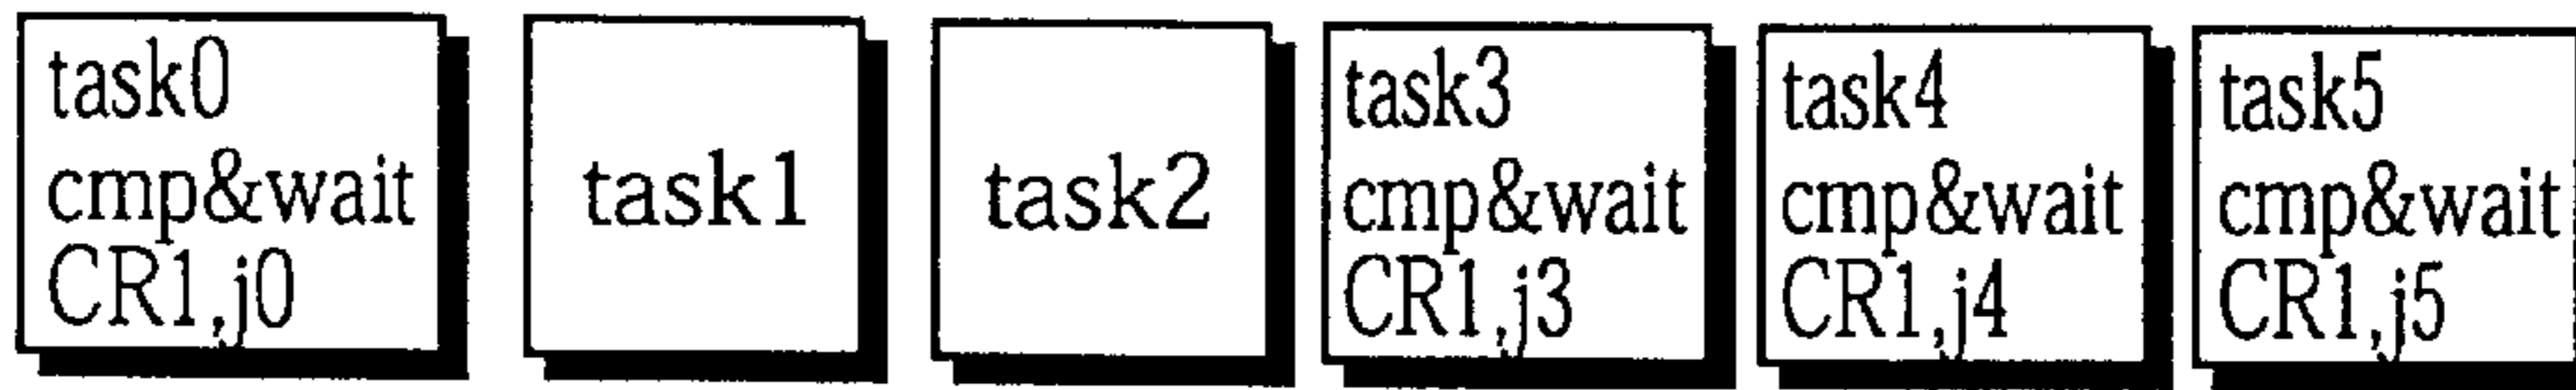 task0
cmp&wait
CR1,j0
task1
task2
task3
cmp&wait
CR1,j3
task4
cmp&wait
CR1,j4
task5
cmp&wait
CR1,j5